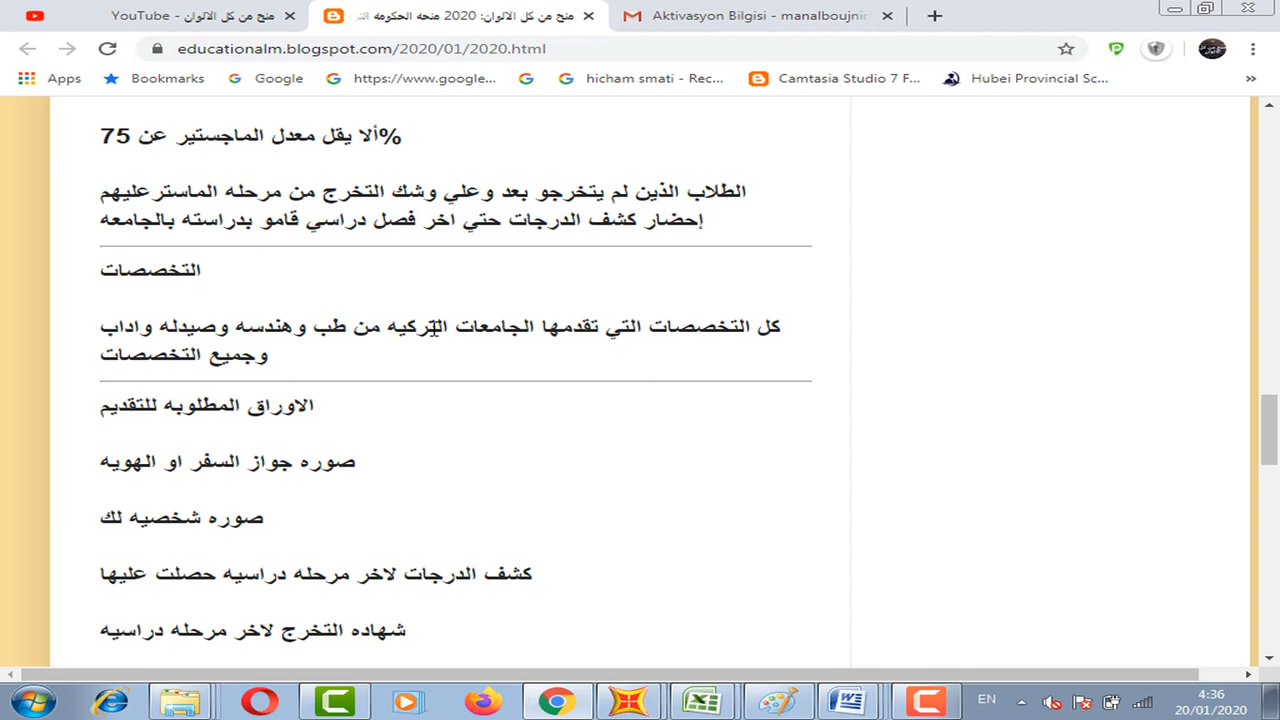 منح من كل الالوان - YouTube
منح من كل الالوان: 2020 منحه الحكومه التر
Aktivasyon Bilgisi - manalboujnir
educationalm.blogspot.com/2020/01/2020.html
Apps
Bookmarks
Google
https://www.google...
hicham smati - Rec...
Camtasia Studio 7 F...
Hubei Provincial Sc...
»
ألا يقل معدل الماجستير عن 75%
الطلاب الذين لم يتخرجو بعد وعلي وشك التخرج من مرحله الماسترعليهم
إحضار كشف الدرجات حتي اخر فصل دراسي قامو بدراسته بالجامعه
التخصصات
كل التخصصات التي تقدمها الجامعات التركيه من طب وهندسه وصيدله واداب
وجميع التخصصات
الاوراق المطلوبه للتقديم
صوره جواز السفر او الهويه
صوره شخصيه لك
كشف الدرجات لاخر مرحله دراسيه حصلت عليها
شهاده التخرج لاخر مرحله دراسيه
EN
4:36
20/01/2020